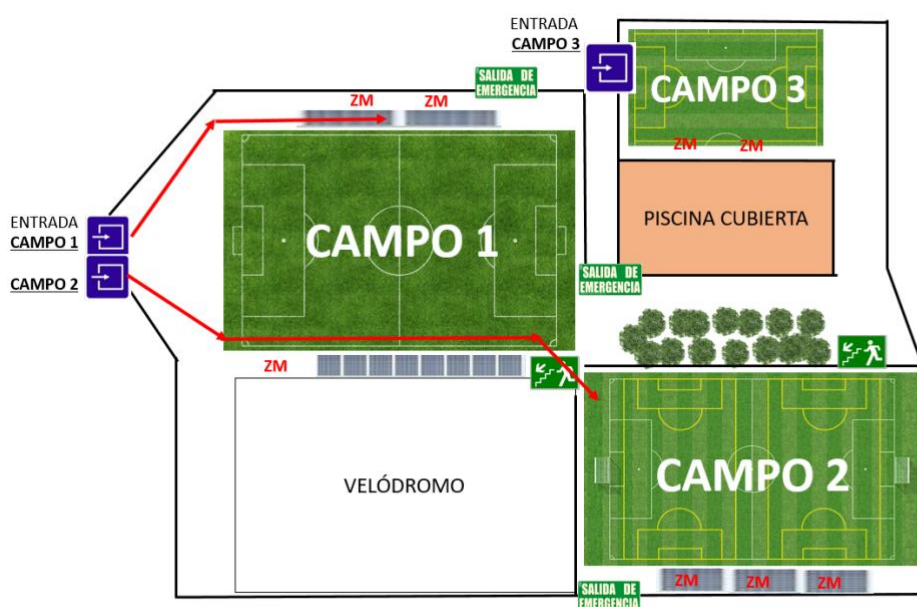 ENTRADA
CAMPO 3
SALIDA DE
EMERGENCIA
ZM
ZM
CAMPO 3
ZM
ZM
ENTRADA
CAMPO 1
CAMPO 2
CAMPO 1
PISCINA CUBIERTA
SALIDA DE
EMERGENCIA
ZM
VELÓDROMO
CAMPO 2
ZM
ZM
ZM
SALIDA DE
EMERGENCIA